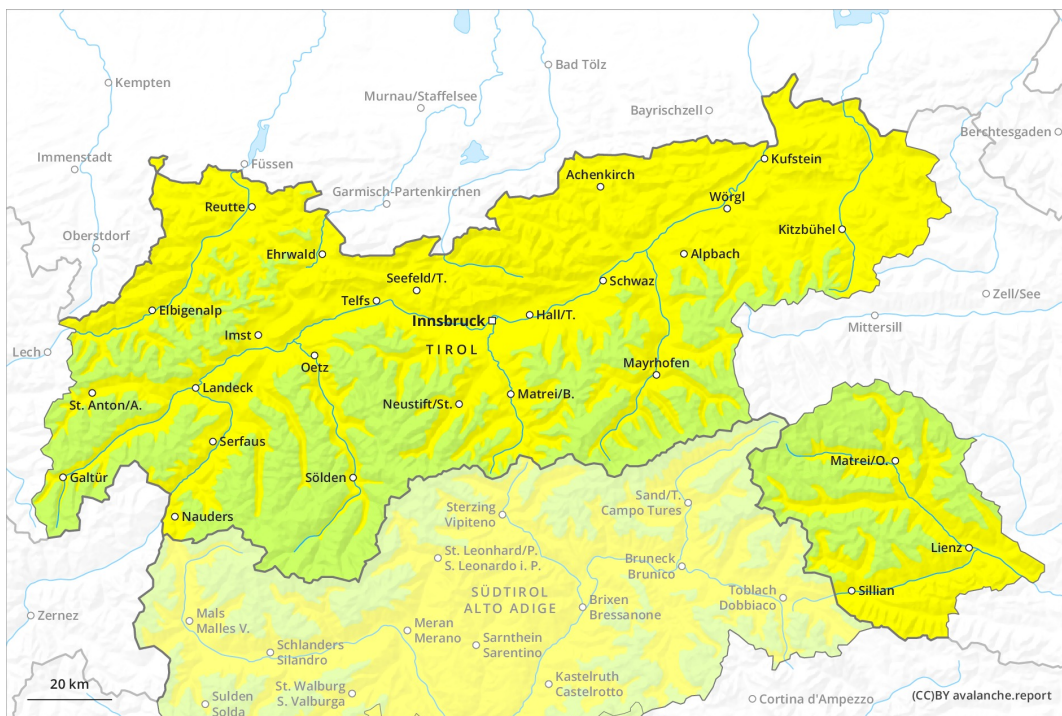 Kempten
Bad Tölz
Murnau/Staffelsee
Bayrischzell
Berchtesgaden
Immenstadt
Füssen
Kufstein
Garmisch-Partenkirchen
Achenkirch
Reutte
Wörgl
Oberstdorf
Kitzbühel
Ehrwald
Alpbach
Seefeld/T.
Schwaz
Zell/See
Telfs
Elbigenalp
Innsbruck
Hall/T.
Mittersill
Imst
TIROL
Lech
Oetz
Mayrhofen
Landeck
St. Anton/A.
Neustift/St.
Matrei/B.
Serfaus
Matrei/O.
Galtür
Sölden
Sand/T.
Campo Tures
Sterzing
Vipiteno
Nauders
Lienz
St. Leonhard/P.
S. Leonardo i. P.
Bruneck
Brunico
SÜDTIROL
ALTO ADIGE
Toblach
Dobbiaco
Sillian
Brixen
Bressanone
Zernez
Mals
Malles V.
Meran
Merano
Schlanders
Silandro
Sarnthein
Sarentino
20 km
St. Walburg
S. Valburga
Kastelruth
Castelrotto
Sulden
Solda
Cortina d'Ampezzo
(CC)BY avalanche.report